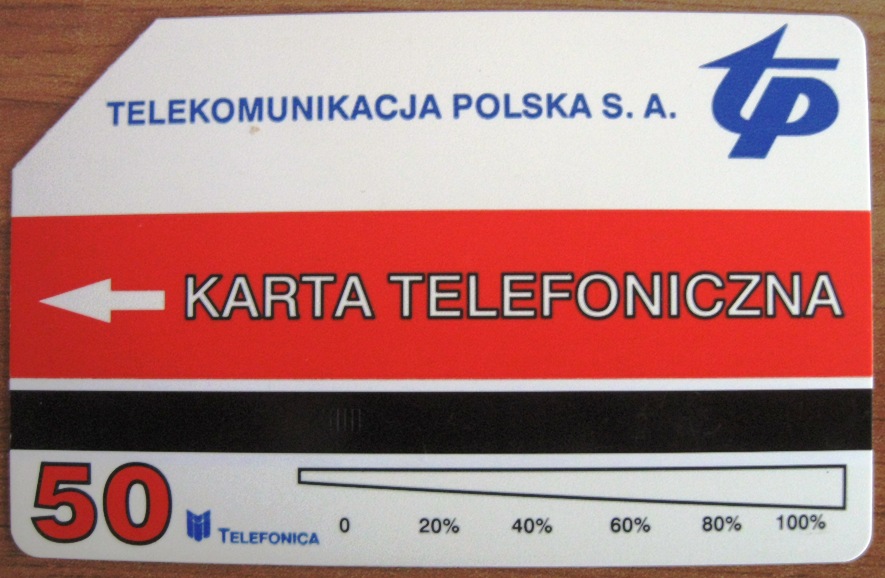 TELEKOMUNIKACJA POLSKA S. A.
tp
KARTA TELEFONICZNA
50
TELEFONICA
0 20% 40% 60% 80% 100%